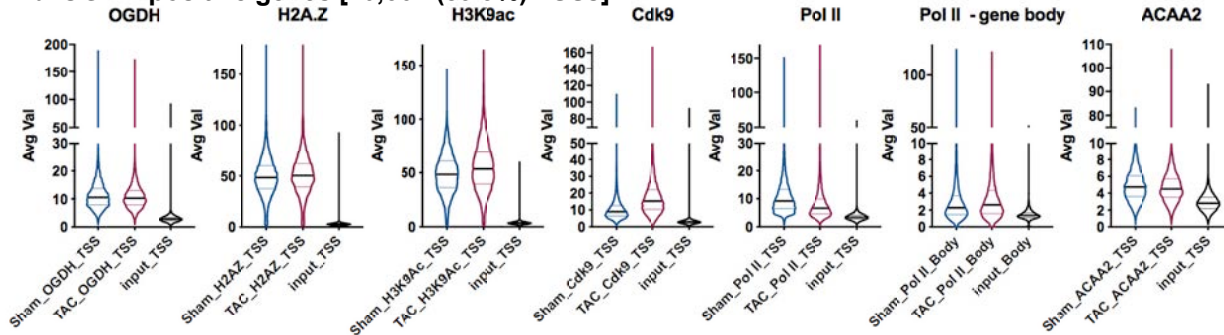 OGDH H2A.Z H3K9ac Cdk9 Pol II Pol II - gene body ACAA2
Avg Val
200
150
100
50
30
20
10
0
Sham_OGDH_TSS
TAC_OGDH_TSS
input_TSS
Avg Val
150
100
50
0
Sham_H2AZ_TSS
TAC_H2AZ_TSS
input_TSS
Avg Val
150
100
50
0
Sham_H3K9Ac_TSS
TAC_H3K9Ac_TSS
input_TSS
Avg Val
160
140
120
100
80
50
40
30
20
10
0
Sham_Cdk9_TSS
TAC_Cdk9_TSS
input_TSS
Avg Val
150
100
50
30
20
10
0
Sham_Pol II_TSS
TAC_Pol II_TSS
input_TSS
Avg Val
100
50
10
8
6
4
2
0
Sham_Pol II_Body
TAC_Pol II_Body
input_Body
Avg Val
110
100
90
80
70
10
8
6
4
2
0
Sham_ACAA2_TSS
TAC_ACAA2_TSS
input_TSS